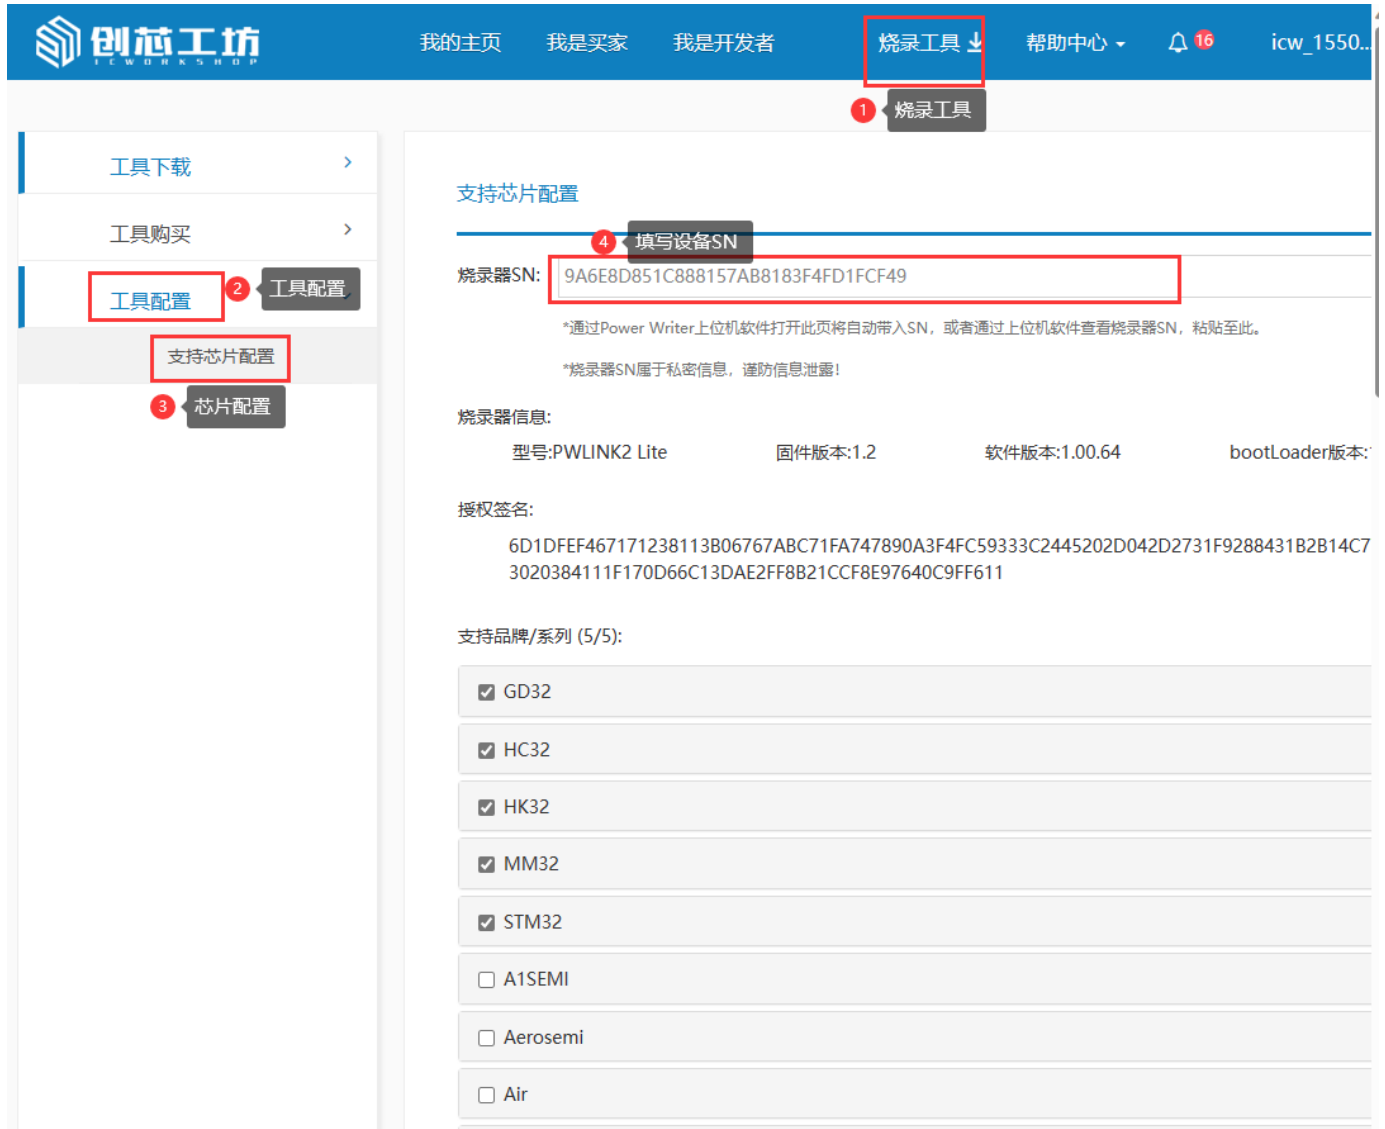 创芯工坊
ICWORKSHOP
我的主页 我是买家 我是开发者 烧录工具 帮助中心 16 icw_1550...
1 烧录工具
工具下载
工具购买
工具配置
2 工具配置
支持芯片配置
3 芯片配置
支持芯片配置
4 填写设备SN
烧录器SN: 9A6E8D851C888157AB8183F4FD1FCF49
*通过Power Writer上位机软件打开此页将自动带入SN，或者通过上位机软件查看烧录器SN，粘贴至此。
*烧录器SN属于私密信息，谨防信息泄露!
烧录器信息:
型号:PWLINK2 Lite 固件版本:1.2 软件版本:1.00.64 bootLoader版本:
授权签名:
6D1DFEF467171238113B06767ABC71FA747890A3F4FC59333C2445202D042D2731F9288431B2B14C7
3020384111F170D66C13DAE2FF8B21CCF8E97640C9FF611
支持品牌/系列 (5/5):
GD32
HC32
HK32
MM32
STM32
A1SEMI
Aerosemi
Air